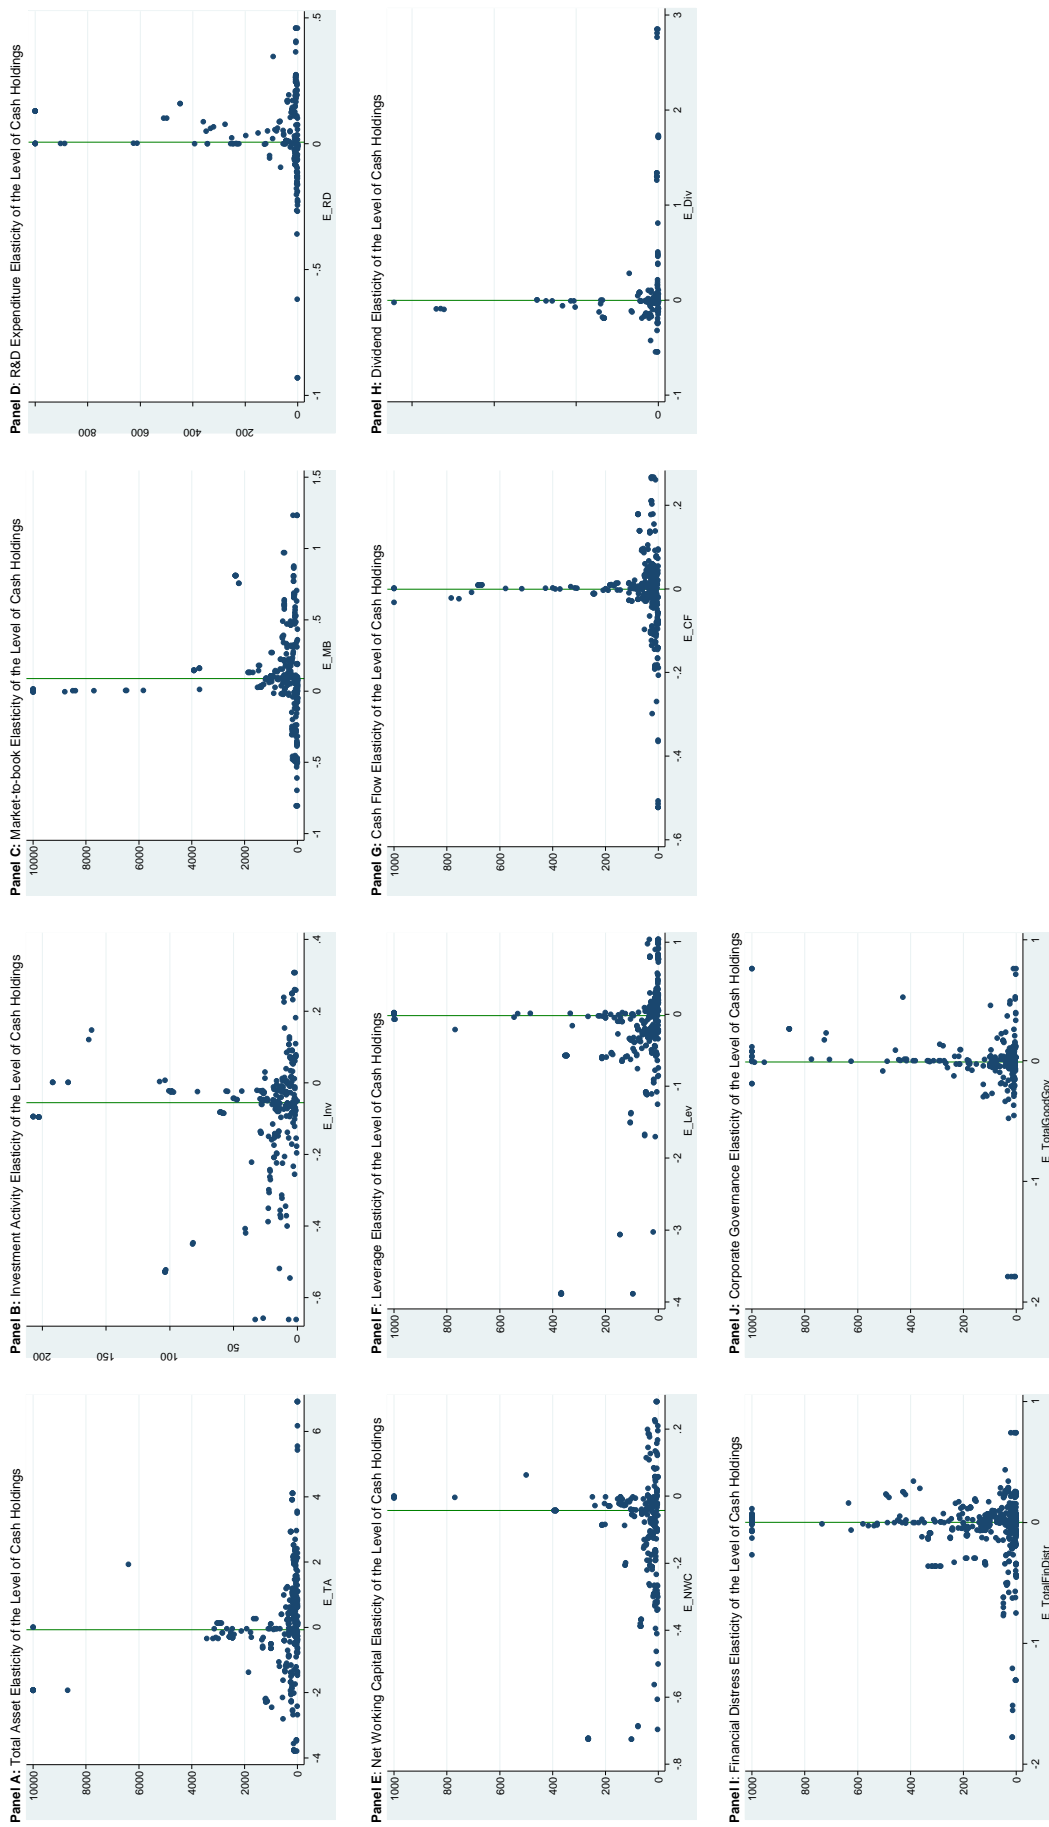 Panel A: Total Asset Elasticity of the Level of Cash Holdings
10000
8000
6000
4000
2000
0
-4 -2 0 2 4 6
E_TA
Panel B: Investment Activity Elasticity of the Level of Cash Holdings
200
150
100
50
0
-.6 -.4 -.2 0 .2 .4
E_Inv
Panel C: Market-to-book Elasticity of the Level of Cash Holdings
10000
8000
6000
4000
2000
0
-1 -.5 0 .5 1 1.5
E_MB
Panel D: R&D Expenditure Elasticity of the Level of Cash Holdings
800
600
400
200
0
-1 -.5 0 .5
E_RD
Panel E: Net Working Capital Elasticity of the Level of Cash Holdings
1000
800
600
400
200
0
-.8 -.6 -.4 -.2 0 .2
E_NWC
Panel F: Leverage Elasticity of the Level of Cash Holdings
1000
800
600
400
200
0
-4 -3 -2 -1 0 1
E_Lev
Panel G: Cash Flow Elasticity of the Level of Cash Holdings
1000
800
600
400
200
0
-.6 -.4 -.2 0 .2
E_CF
Panel H: Dividend Elasticity of the Level of Cash Holdings
0
-1 0 1 2 3
E_Div
Panel I: Financial Distress Elasticity of the Level of Cash Holdings
1000
800
600
400
200
0
-2 -1 0 1
E_TotalFinDistr
Panel J: Corporate Governance Elasticity of the Level of Cash Holdings
1000
800
600
400
200
0
-2 -1 0 1
E_TotalGoodGov